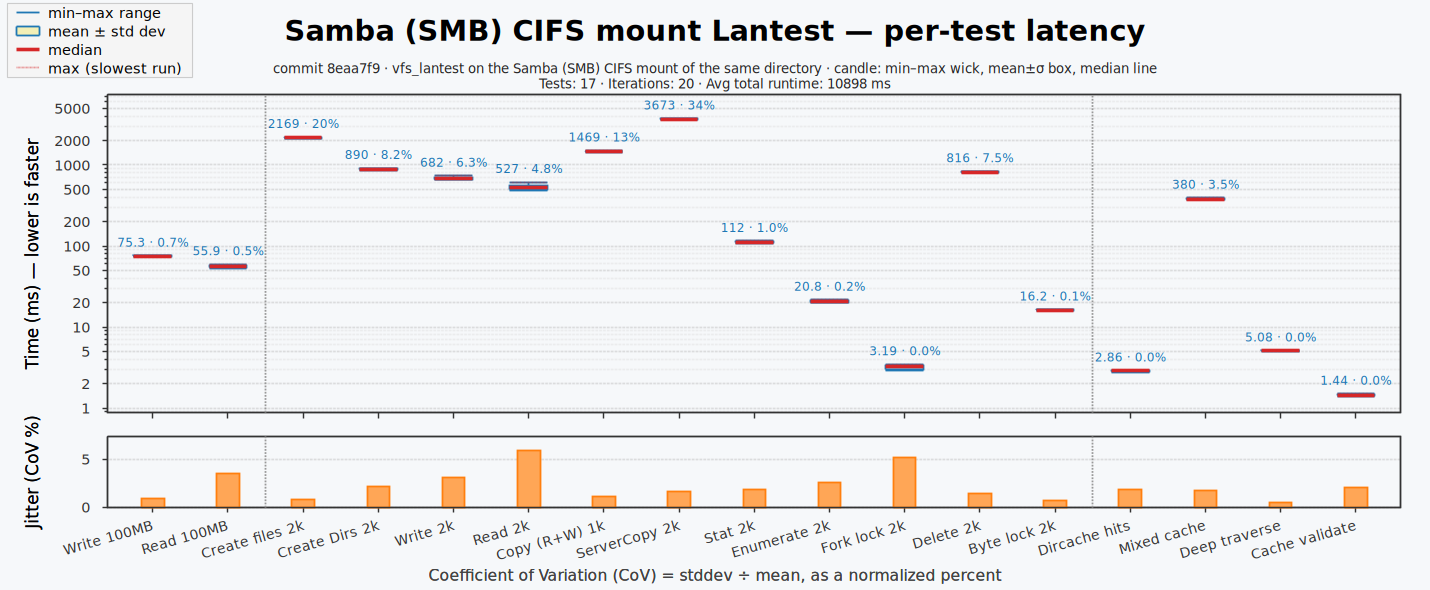 min–max range
mean ± std dev
median
max (slowest run)
Samba (SMB) CIFS mount Lantest — per-test latency
commit 8eaa7f9 · vfs_lantest on the Samba (SMB) CIFS mount of the same directory · candle: min–max wick, mean±σ box, median line
Tests: 17 · Iterations: 20 · Avg total runtime: 10898 ms
Time (ms) — lower is faster
5000
2000
1000
500
200
100
50
20
10
5
2
1
75.3 · 0.7%
55.9 · 0.5%
2169 · 20%
890 · 8.2%
682 · 6.3%
527 · 4.8%
1469 · 13%
3673 · 34%
112 · 1.0%
20.8 · 0.2%
3.19 · 0.0%
816 · 7.5%
16.2 · 0.1%
2.86 · 0.0%
380 · 3.5%
5.08 · 0.0%
1.44 · 0.0%
Jitter (CoV %)
5
0
Write 100MB
Read 100MB
Create files 2k
Create Dirs 2k
Write 2k
Read 2k
Copy (R+W) 1k
ServerCopy 2k
Stat 2k
Enumerate 2k
Fork lock 2k
Delete 2k
Byte lock 2k
Dircache hits
Mixed cache
Deep traverse
Cache validate
Coefficient of Variation (CoV) = stddev ÷ mean, as a normalized percent